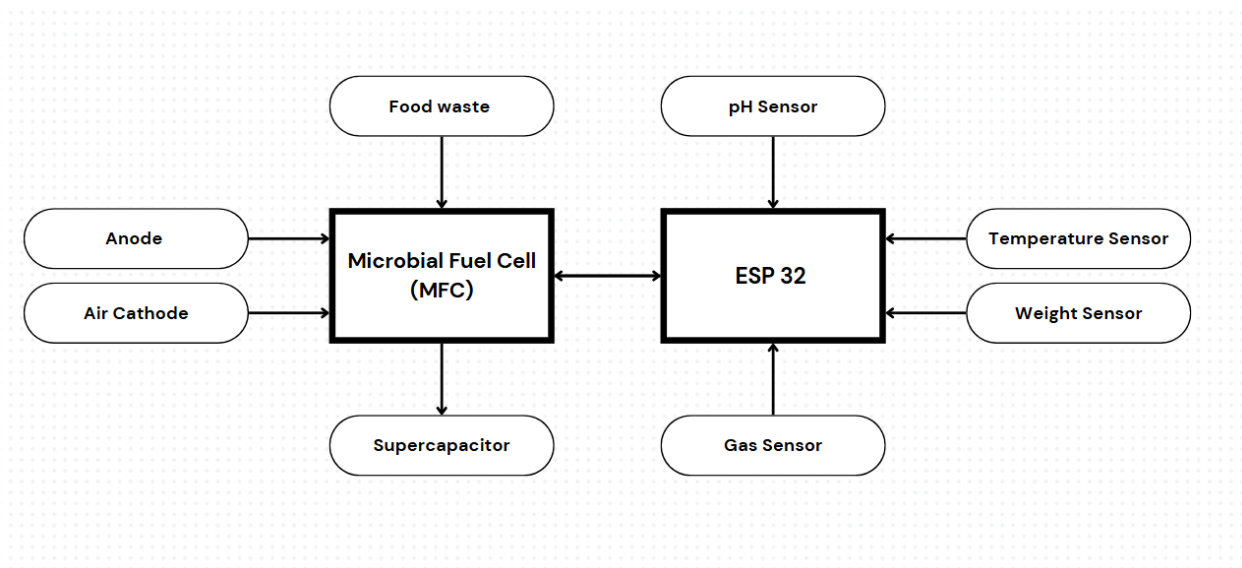 Food waste
pH Sensor
Anode
Temperature Sensor
Microbial Fuel Cell
(MFC)
ESP 32
Air Cathode
Weight Sensor
Supercapacitor
Gas Sensor